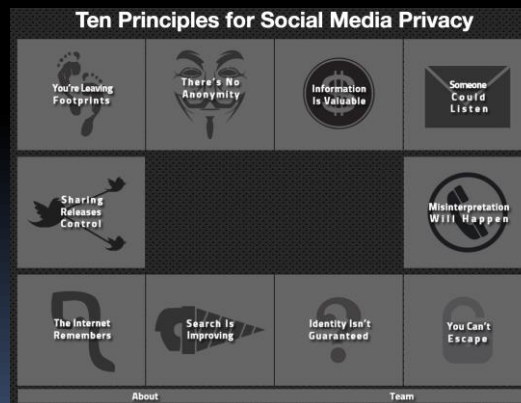 Ten Principles for Social Media Privacy
You're Leaving
Footprints
There's No
Anonymity
Information
Is Valuable
Someone
Could
Listen
Sharing
Releases
Control
Misinterpretation
Will Happen
The Internet
Remembers
Search Is
Improving
Identity Isn't
Guaranteed
You Can't
Escape
About
Team